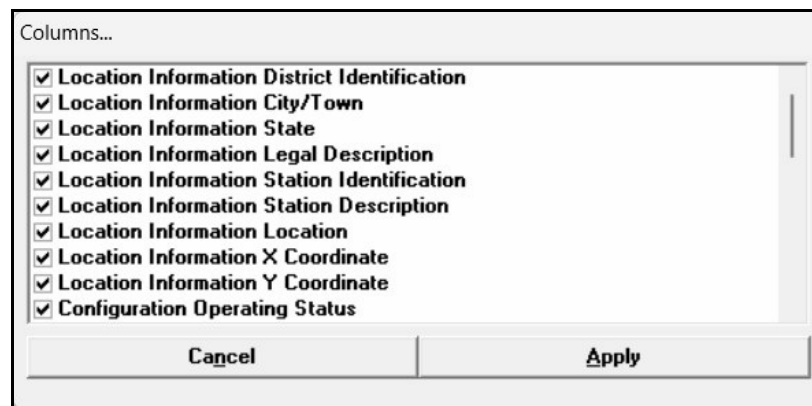 Columns...
Location Information District Identification
Location Information City/Town
Location Information State
Location Information Legal Description
Location Information Station Identification
Location Information Station Description
Location Information Location
Location Information X Coordinate
Location Information Y Coordinate
Configuration Operating Status
Cancel Apply